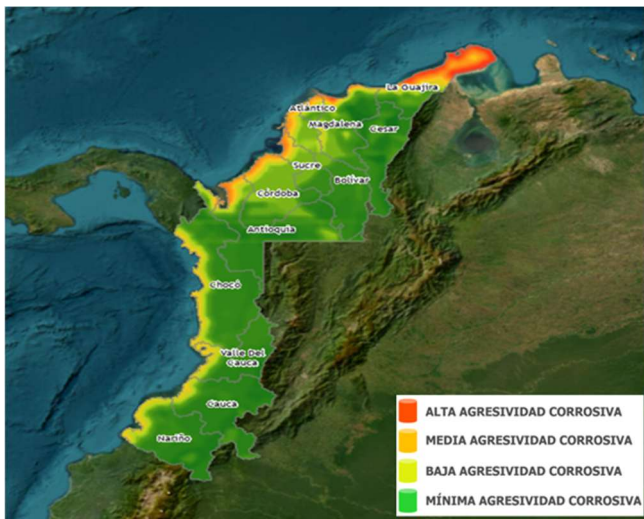 La Guajira
Atlántico
Magdalena
Cesar
Sucre
Bolívar
Córdoba
Antioquia
Chocó
Valle Del
Cauca
Cauca
Nariño
ALTA AGRESIVIDAD CORROSIVA
MEDIA AGRESIVIDAD CORROSIVA
BAJA AGRESIVIDAD CORROSIVA
MÍNIMA AGRESIVIDAD CORROSIVA